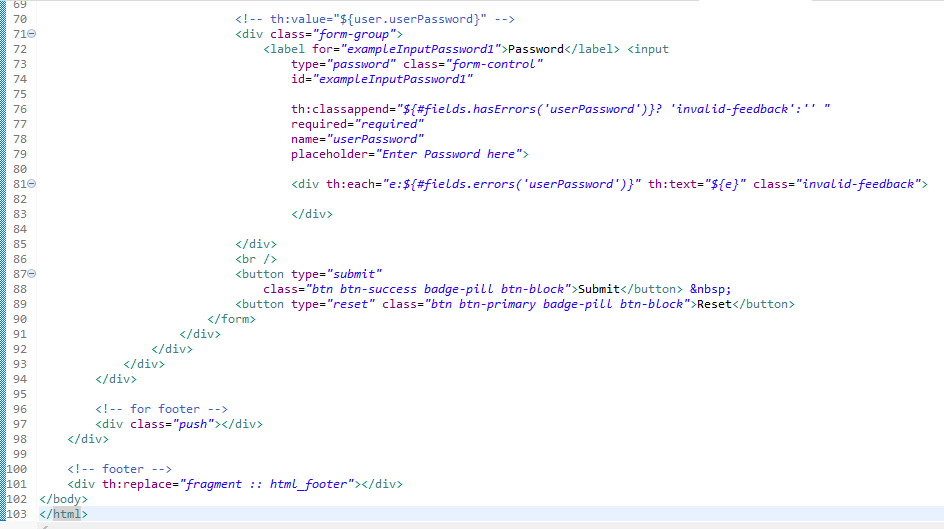 69
70 <!-- th:value="${user.userPassword}" -->
71 <div class="form-group">
72 <label for="exampleInputPassword1">Password</label> <input
73 type="password" class="form-control"
74 id="exampleInputPassword1"
75
76 th:classappend="${#fields.hasErrors('userPassword')}? 'invalid-feedback':'' "
77 required="required"
78 name="userPassword"
79 placeholder="Enter Password here">
80
81 <div th:each="e:${#fields.errors('userPassword')}" th:text="${e}" class="invalid-feedback">
82
83 </div>
84
85 </div>
86 <br />
87 <button type="submit"
88 class="btn btn-success badge-pill btn-block">Submit</button> &nbsp;
89 <button type="reset" class="btn btn-primary badge-pill btn-block">Reset</button>
90 </form>
91 </div>
92 </div>
93 </div>
94 </div>
95
96 <!-- for footer -->
97 <div class="push"></div>
98 </div>
99
100 <!-- footer -->
101 <div th:replace="fragment :: html_footer"></div>
102 </body>
103 </html>